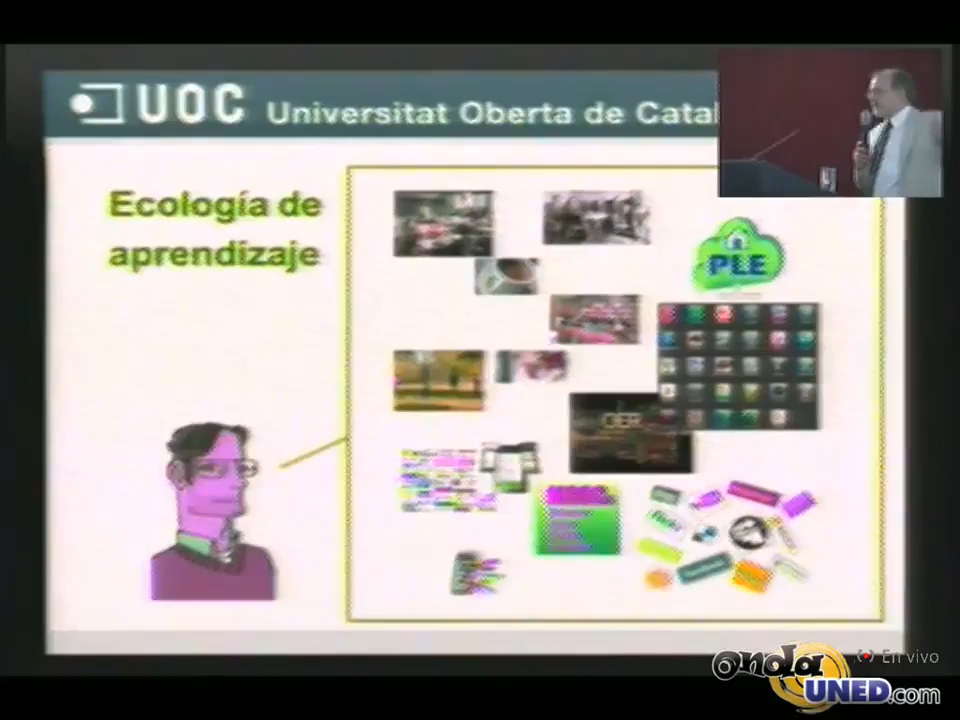 UOC Universitat Oberta de Catal
Ecología de
aprendizaje
PLE
OER
En vivo
onda
UNED.com